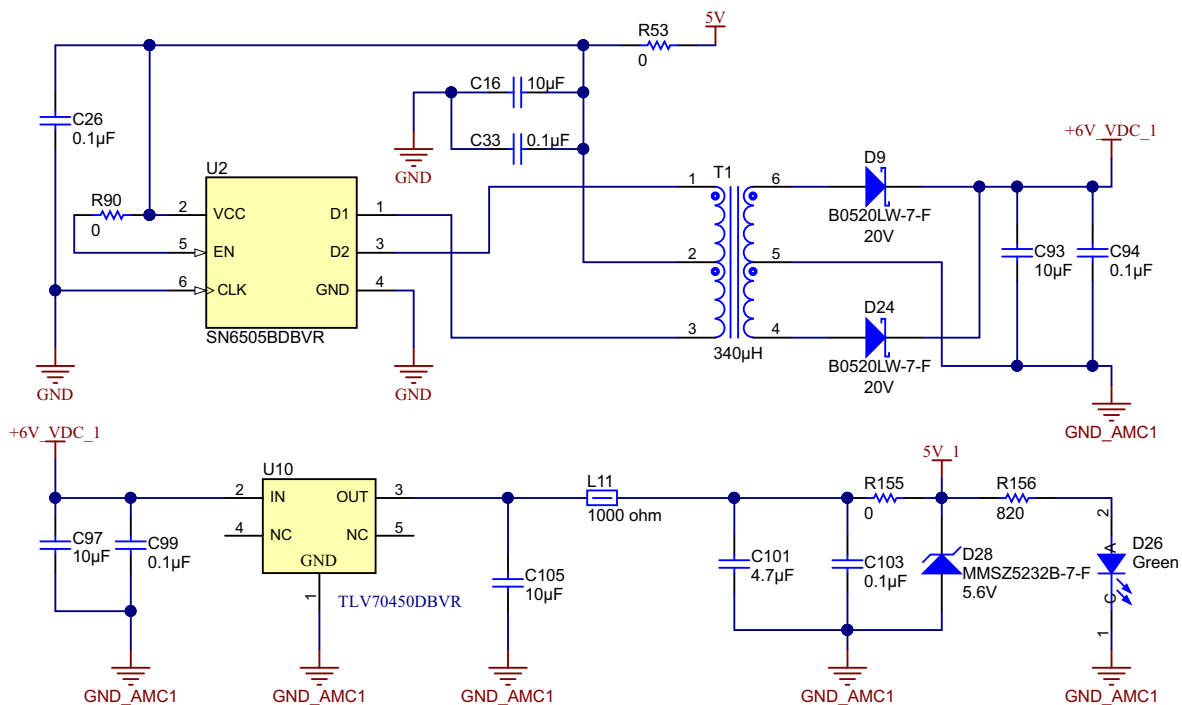 R53
0
5V
C16
10µF
C33
0.1µF
GND
C26
0.1µF
R90
0
U2
2
VCC
D1
1
5
EN
D2
3
6
CLK
GND
4
SN6505BDBVR
GND
GND
T1
1
6
2
5
3
4
340µH
D9
B0520LW-7-F
20V
D24
B0520LW-7-F
20V
+6V_VDC_1
C93
10µF
C94
0.1µF
GND_AMC1
+6V_VDC_1
C97
10µF
C99
0.1µF
GND_AMC1
U10
2
IN
OUT
3
4
NC
NC
5
GND
1
TLV70450DBVR
GND_AMC1
C105
10µF
GND_AMC1
L11
1000 ohm
C101
4.7µF
C103
0.1µF
GND_AMC1
R155
0
5V_1
D28
MMSZ5232B-7-F
5.6V
R156
820
2
A
D26
Green
C
1
GND_AMC1